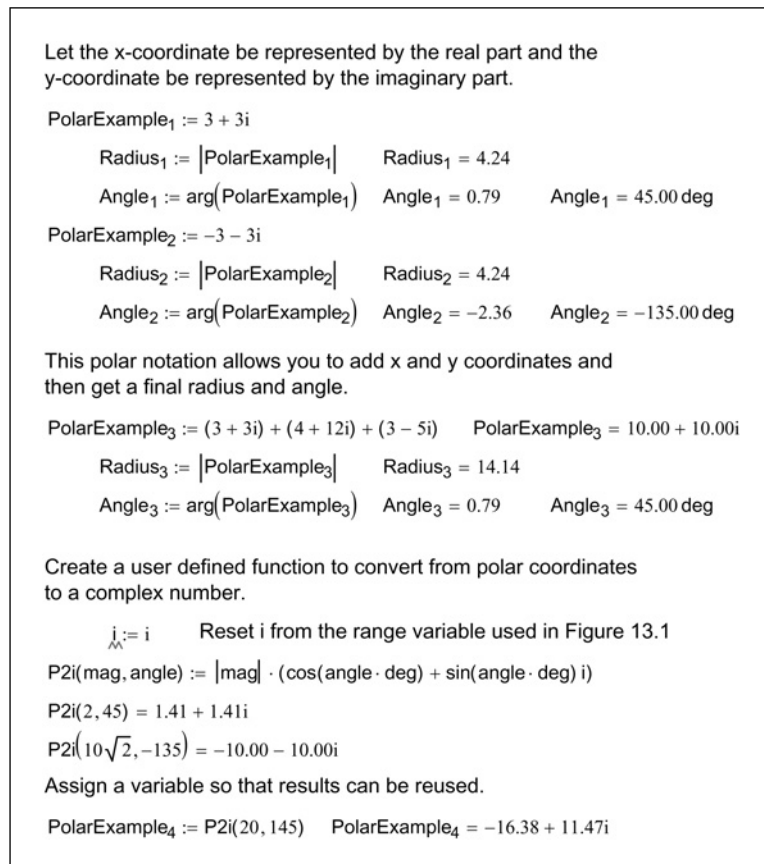 Let the x-coordinate be represented by the real part and the
y-coordinate be represented by the imaginary part.
PolarExample₁ := 3 + 3i
Radius₁ := |PolarExample₁| Radius₁ = 4.24
Angle₁ := arg(PolarExample₁) Angle₁ = 0.79 Angle₁ = 45.00 deg
PolarExample₂ := −3 − 3i
Radius₂ := |PolarExample₂| Radius₂ = 4.24
Angle₂ := arg(PolarExample₂) Angle₂ = −2.36 Angle₂ = −135.00 deg
This polar notation allows you to add x and y coordinates and
then get a final radius and angle.
PolarExample₃ := (3 + 3i) + (4 + 12i) + (3 − 5i) PolarExample₃ = 10.00 + 10.00i
Radius₃ := |PolarExample₃| Radius₃ = 14.14
Angle₃ := arg(PolarExample₃) Angle₃ = 0.79 Angle₃ = 45.00 deg
Create a user defined function to convert from polar coordinates
to a complex number.
i := i Reset i from the range variable used in Figure 13.1
P2i(mag, angle) := |mag| · (cos(angle · deg) + sin(angle · deg) i)
P2i(2, 45) = 1.41 + 1.41i
P2i(10√2, −135) = −10.00 − 10.00i
Assign a variable so that results can be reused.
PolarExample₄ := P2i(20, 145) PolarExample₄ = −16.38 + 11.47i